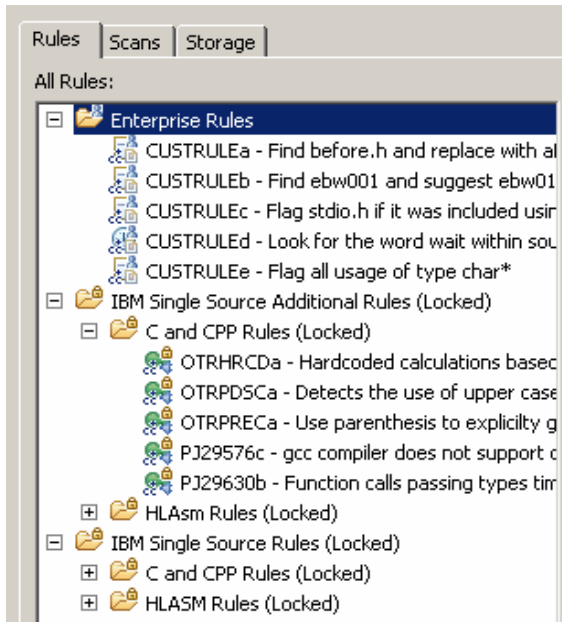 Rules Scans Storage
All Rules:
Enterprise Rules
CUSTRULEa - Find before.h and replace with
CUSTRULEb - Find ebw001 and suggest ebw01
CUSTRULEc - Flag stdio.h if it was included
CUSTRULEd - Look for the word wait within
CUSTRULEe - Flag all usage of type char*
IBM Single Source Additional Rules (Locked)
C and CPP Rules (Locked)
OTRHRCDa - Hardcoded calculations based
OTRPDSCa - Detects the use of upper case
OTRPRECa - Use parenthesis to explicilty g
PJ29576c - gcc compiler does not support
PJ29630b - Function calls passing types
HLAsm Rules (Locked)
IBM Single Source Rules (Locked)
C and CPP Rules (Locked)
HLASM Rules (Locked)